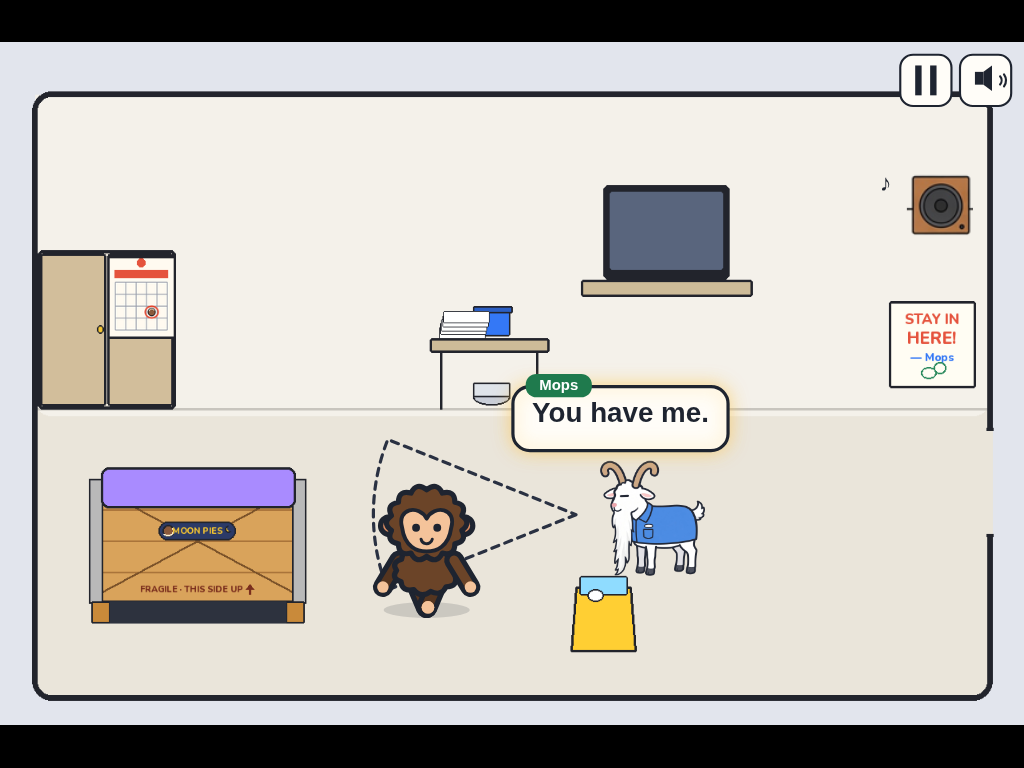 STAY IN
HERE!
— Mops
Mops
You have me.
MOON PIES
FRAGILE · THIS SIDE UP